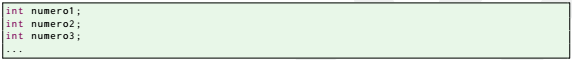 int numero1;
int numero2;
int numero3;
...